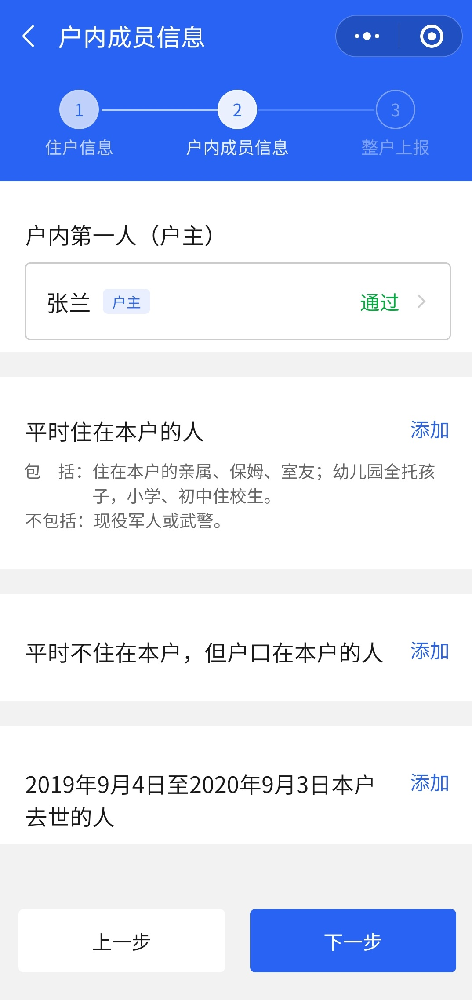 户内成员信息
1
2
3
住户信息
户内成员信息
整户上报
户内第一人（户主）
张兰 户主 通过
平时住在本户的人 添加
包　括：住在本户的亲属、保姆、室友；幼儿园全托孩
子，小学、初中住校生。
不包括：现役军人或武警。
平时不住在本户，但户口在本户的人 添加
2019年9月4日至2020年9月3日本户 添加
去世的人
上一步
下一步